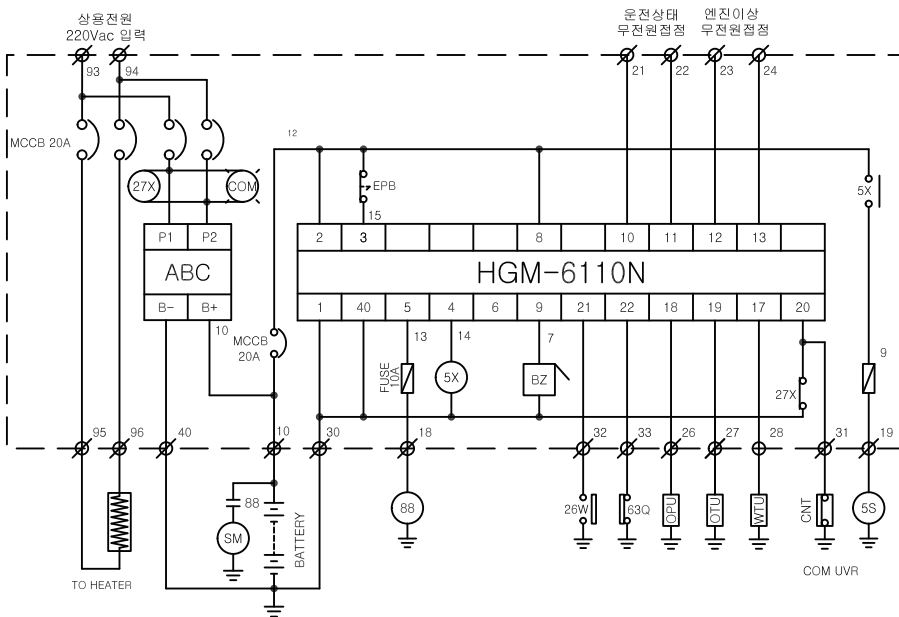 상용전원
220Vac 입력
운전상태
무전원접점
엔진이상
무전원접점
93
94
21
22
23
24
MCCB 20A
12
27X
COM
EPB
15
5X
P1
P2
ABC
B-
B+
10
MCCB
20A
2
3
8
10
11
12
13
HGM-6110N
1
40
5
4
6
9
21
22
18
19
17
20
13
14
7
9
FUSE
10A
5X
BZ
27X
95
96
40
10
30
18
32
33
26
27
28
31
19
88
SM
BATTERY
88
26W
63Q
OPU
OTU
WTU
CNT
5S
TO HEATER
COM UVR